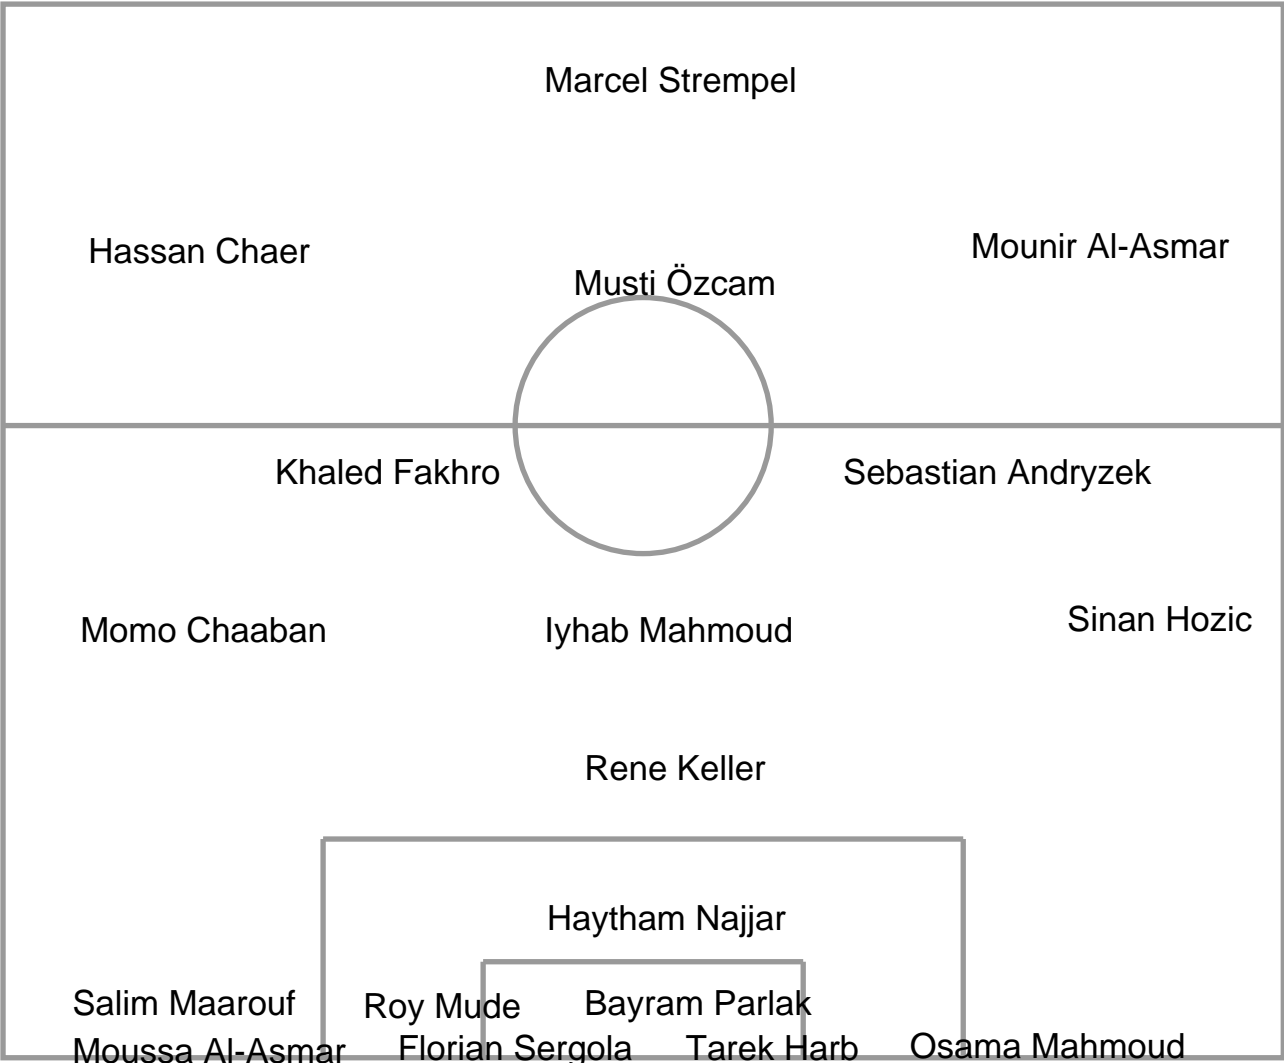 Marcel Strempel
Hassan Chaer
Mounir Al-Asmar
Musti Özcam
Khaled Fakhro
Sebastian Andryzek
Momo Chaaban
Iyhab Mahmoud
Sinan Hozic
Rene Keller
Haytham Najjar
Salim Maarouf
Roy Mude
Bayram Parlak
Moussa Al-Asmar
Florian Sergola
Tarek Harb
Osama Mahmoud